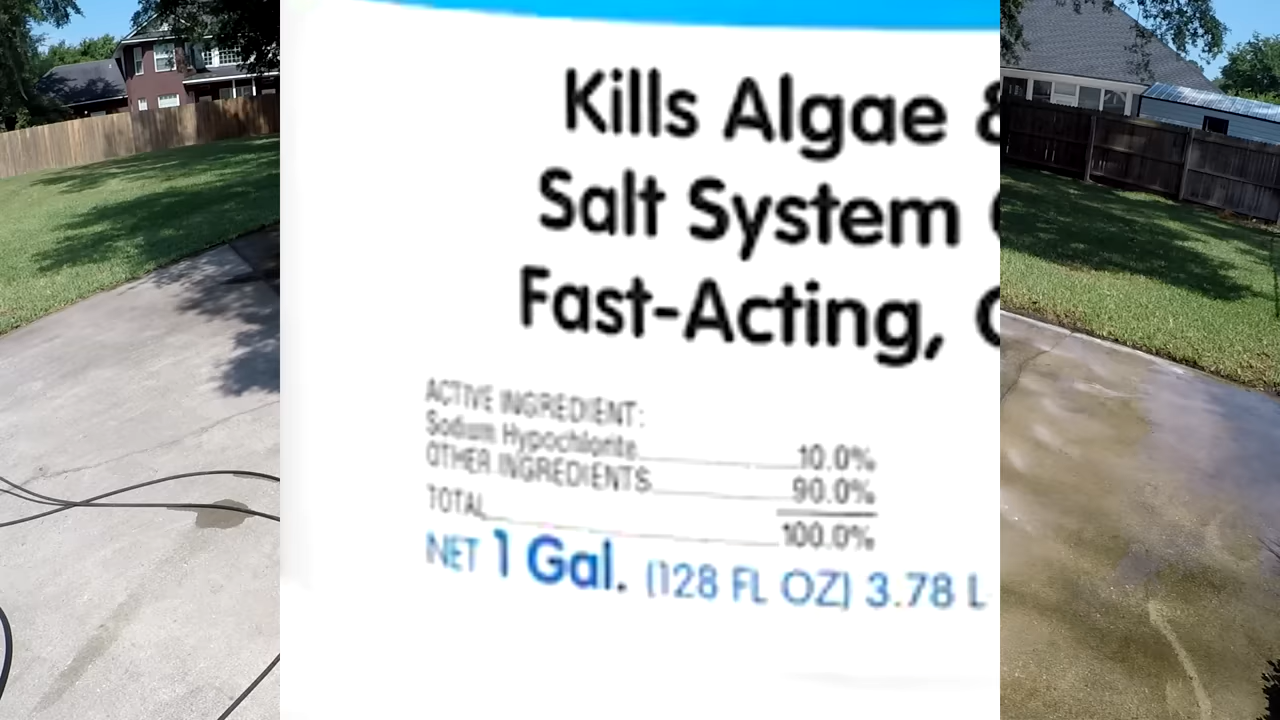 Kills Algae &
Salt System
Fast-Acting,
ACTIVE INGREDIENT:
Sodium Hypochlorite 10.0%
OTHER INGREDIENTS 90.0%
TOTAL 100.0%
NET 1 Gal. (128 FL OZ) 3.78 L